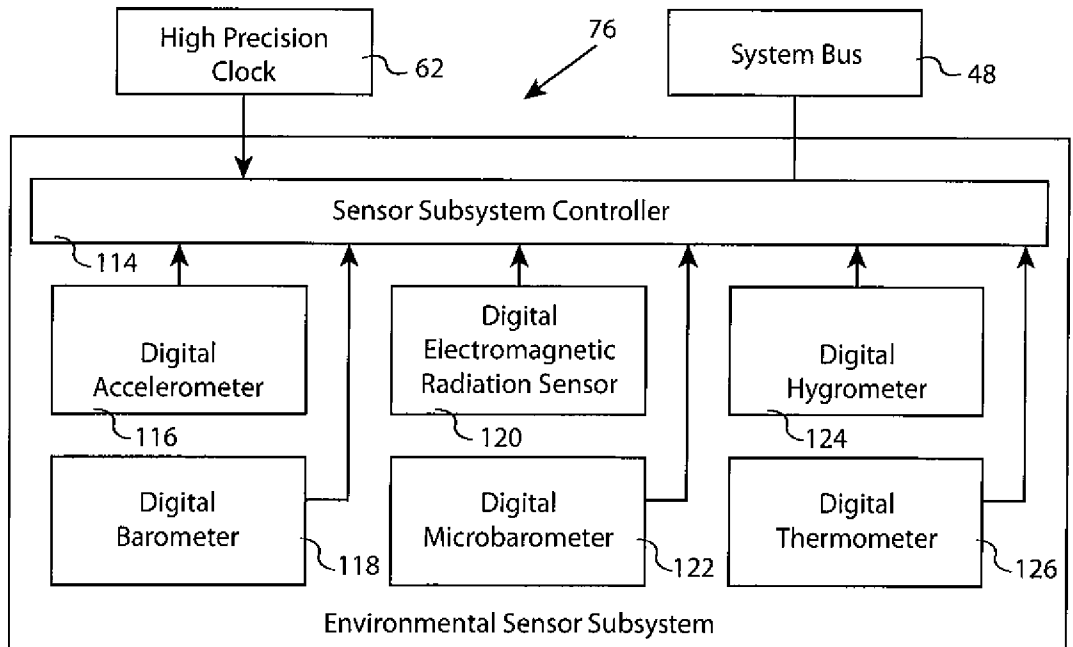 High Precision
Clock
62
76
System Bus
48
Sensor Subsystem Controller
114
Digital
Accelerometer
116
Digital
Electromagnetic
Radiation Sensor
120
Digital
Hygrometer
124
Digital
Barometer
118
Digital
Microbarometer
122
Digital
Thermometer
126
Environmental Sensor Subsystem